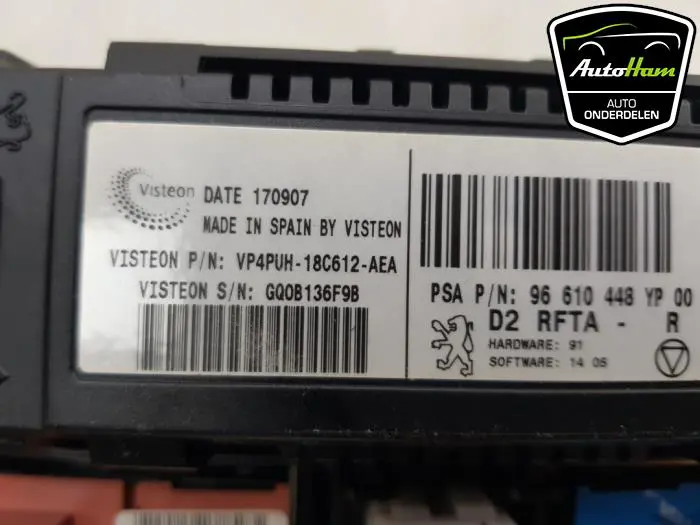 AutoHam
AUTO
ONDERDELEN
Visteon
DATE 170907
MADE IN SPAIN BY VISTEON
VISTEON P/N: VP4PUH-18C612-AEA
VISTEON S/N: GQOB136F9B
PSA P/N: 96 610 448 YP 00
D2 RFTA - R
HARDWARE: 91
SOFTWARE: 14 05